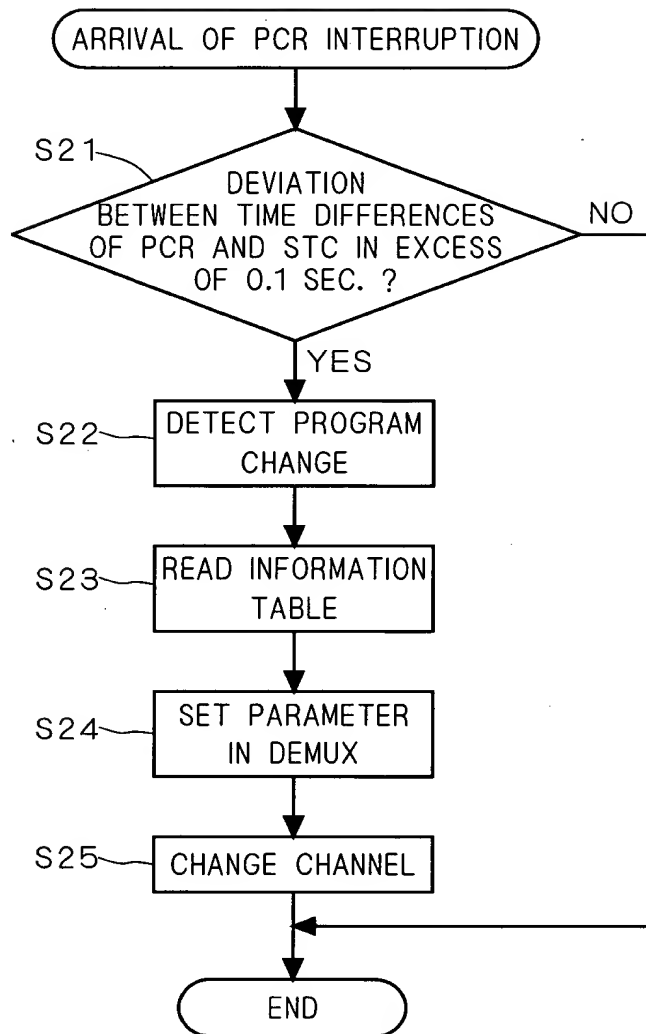 ARRIVAL OF PCR INTERRUPTION
S21
DEVIATION
BETWEEN TIME DIFFERENCES
OF PCR AND STC IN EXCESS
OF 0.1 SEC. ?
NO
YES
S22
DETECT PROGRAM
CHANGE
S23
READ INFORMATION
TABLE
S24
SET PARAMETER
IN DEMUX
S25
CHANGE CHANNEL
END